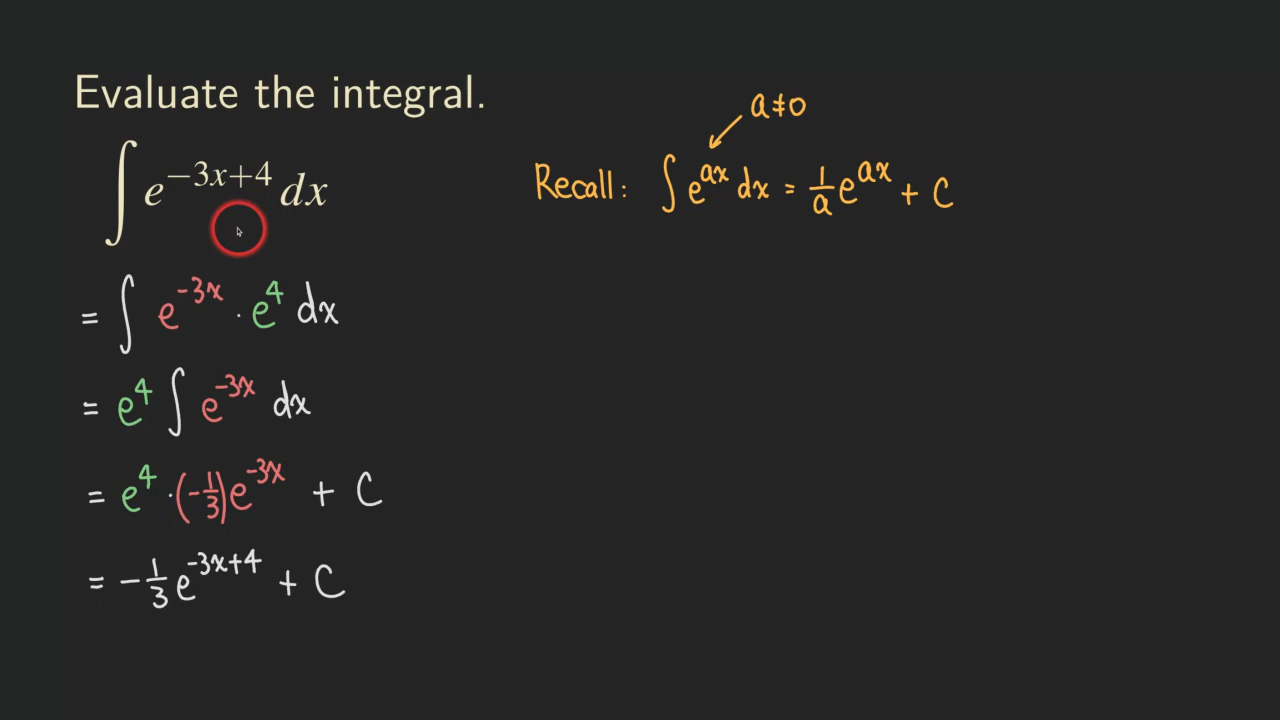 Evaluate the integral.
∫ e^{−3x+4} dx
a≠0
Recall: ∫ e^{ax} dx = 1/a e^{ax} + C
= ∫ e^{-3x} · e^4 dx
= e^4 ∫ e^{-3x} dx
= e^4 · (-1/3) e^{-3x} + C
= -1/3 e^{-3x+4} + C